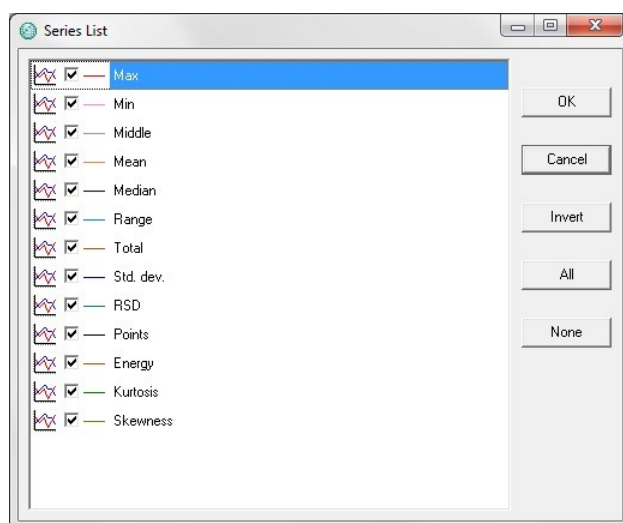 Series List
Max
Min
Middle
Mean
Median
Range
Total
Std. dev.
RSD
Points
Energy
Kurtosis
Skewness
OK
Cancel
Invert
All
None